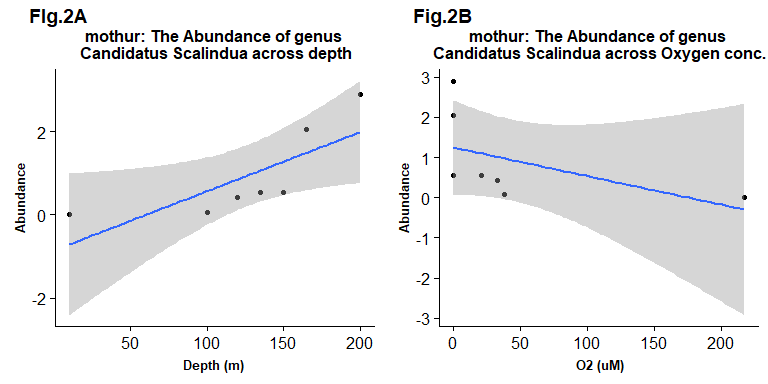 FIg.2A
mothur: The Abundance of genus
Candidatus Scalindua across depth
Abundance
2
0
-2
50
100
150
200
Depth (m)
Fig.2B
mothur: The Abundance of genus
Candidatus Scalindua across Oxygen conc.
Abundance
3
2
1
0
-1
-2
-3
0
50
100
150
200
O2 (uM)